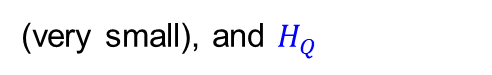 (very small), and H_Q